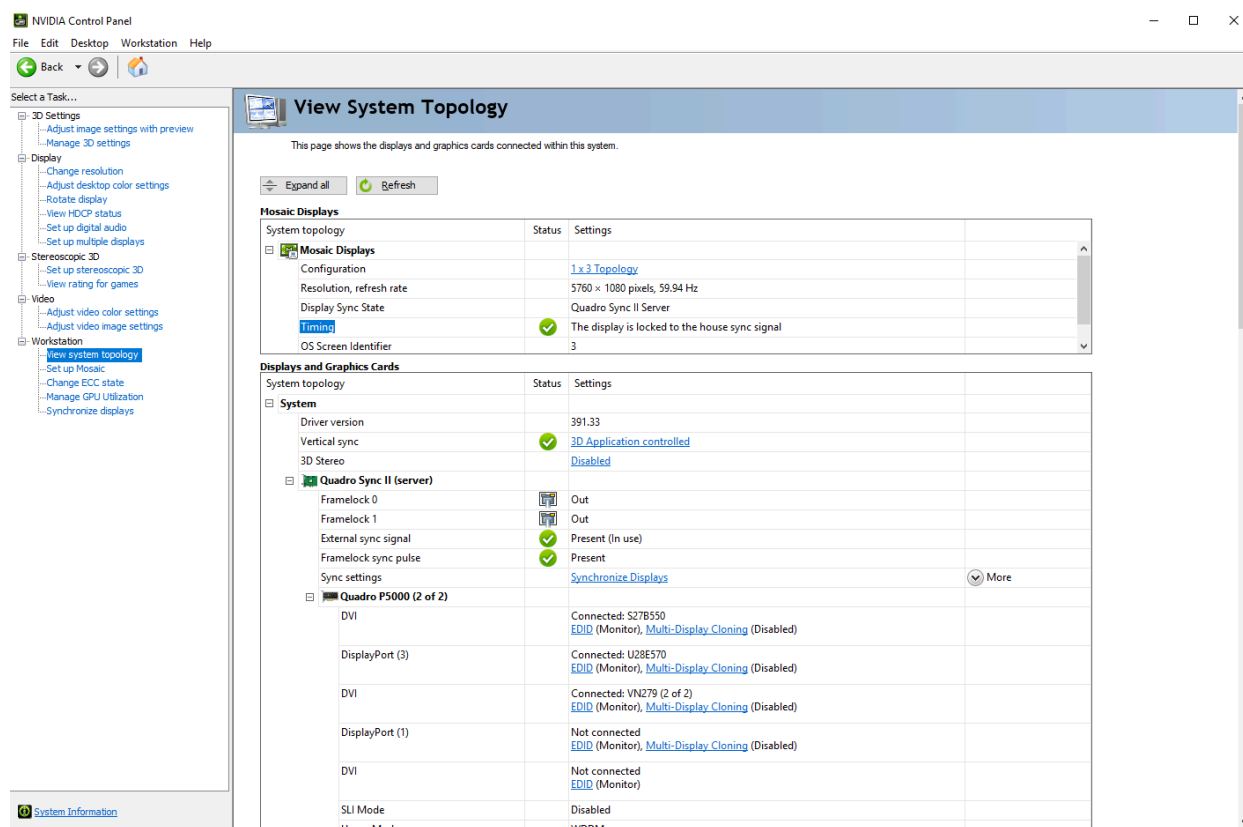 NVIDIA Control Panel
File Edit Desktop Workstation Help
Back
Select a Task...
3D Settings
Adjust image settings with preview
Manage 3D settings
Display
Change resolution
Adjust desktop color settings
Rotate display
View HDCP status
Set up digital audio
Set up multiple displays
Stereoscopic 3D
Set up stereoscopic 3D
View rating for games
Video
Adjust video color settings
Adjust video image settings
Workstation
View system topology
Set up Mosaic
Change ECC state
Manage GPU Utilization
Synchronize displays
System Information
View System Topology
This page shows the displays and graphics cards connected within this system.
Expand all Refresh
Mosaic Displays
System topology Status Settings
Mosaic Displays
Configuration 1 x 3 Topology
Resolution, refresh rate 5760 × 1080 pixels, 59.94 Hz
Display Sync State Quadro Sync II Server
Timing The display is locked to the house sync signal
OS Screen Identifier 3
Displays and Graphics Cards
System topology Status Settings
System
Driver version 391.33
Vertical sync 3D Application controlled
3D Stereo Disabled
Quadro Sync II (server)
Framelock 0 Out
Framelock 1 Out
External sync signal Present (In use)
Framelock sync pulse Present
Sync settings Synchronize Displays More
Quadro P5000 (2 of 2)
DVI Connected: S27B550
EDID (Monitor), Multi-Display Cloning (Disabled)
DisplayPort (3) Connected: U28E570
EDID (Monitor), Multi-Display Cloning (Disabled)
DVI Connected: VN279 (2 of 2)
EDID (Monitor), Multi-Display Cloning (Disabled)
DisplayPort (1) Not connected
EDID (Monitor), Multi-Display Cloning (Disabled)
DVI Not connected
EDID (Monitor)
SLI Mode Disabled